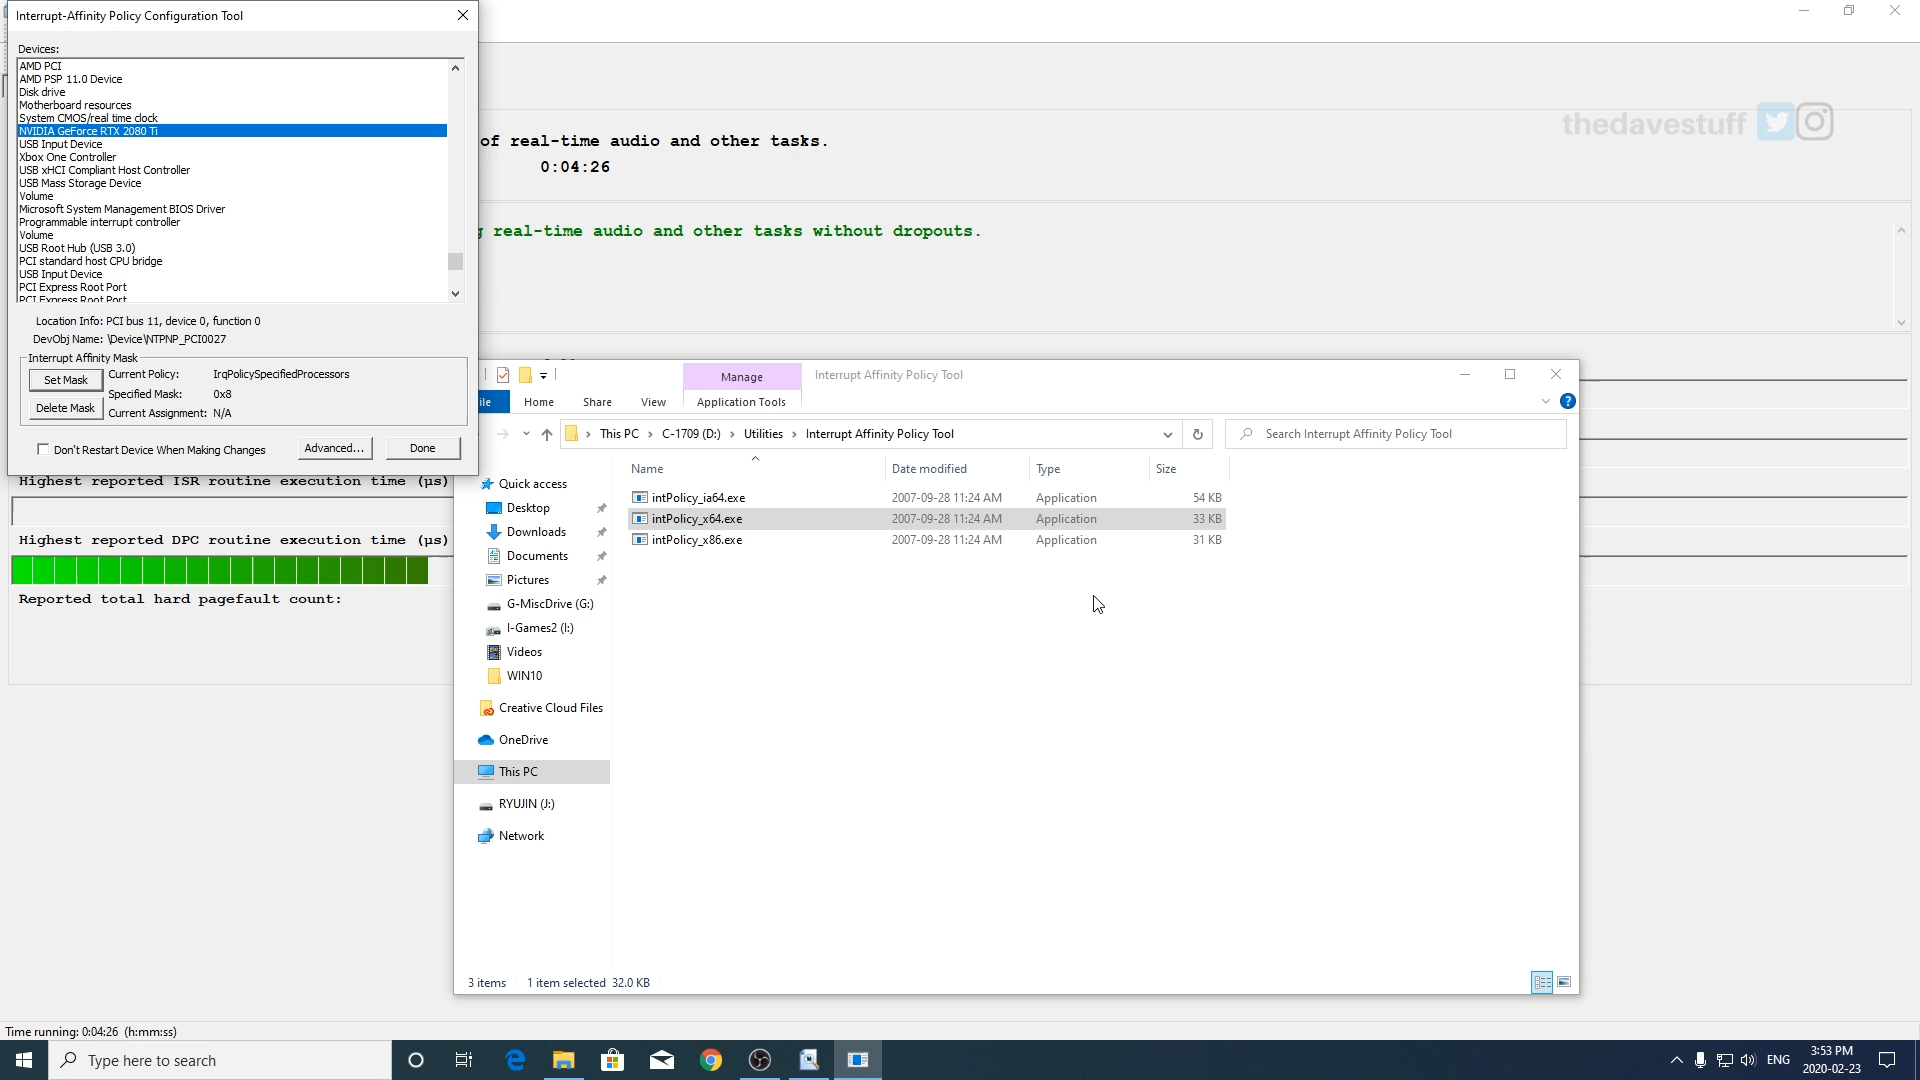 Interrupt-Affinity Policy Configuration Tool
Devices:
AMD PCI
AMD PSP 11.0 Device
Disk drive
Motherboard resources
System CMOS/real time clock
NVIDIA GeForce RTX 2080 Ti
USB Input Device
Xbox One Controller
USB xHCI Compliant Host Controller
USB Mass Storage Device
Volume
Microsoft System Management BIOS Driver
Programmable interrupt controller
Volume
USB Root Hub (USB 3.0)
PCI standard host CPU bridge
USB Input Device
PCI Express Root Port
PCI Express Root Port
Location Info: PCI bus 11, device 0, function 0
DevObj Name: \Device\NTPNP_PCI0027
Interrupt Affinity Mask
Set Mask
Current Policy: IrqPolicySpecifiedProcessors
Specified Mask: 0x8
Delete Mask
Current Assignment: N/A
Don't Restart Device When Making Changes
Advanced...
Done
of real-time audio and other tasks.
0:04:26
thedavestuff
real-time audio and other tasks without dropouts.
Highest reported ISR routine execution time (µs)
Highest reported DPC routine execution time (µs)
Reported total hard pagefault count:
Manage
Interrupt Affinity Policy Tool
ile
Home
Share
View
Application Tools
This PC
C-1709 (D:)
Utilities
Interrupt Affinity Policy Tool
Search Interrupt Affinity Policy Tool
Name Date modified Type Size
intPolicy_ia64.exe 2007-09-28 11:24 AM Application 54 KB
intPolicy_x64.exe 2007-09-28 11:24 AM Application 33 KB
intPolicy_x86.exe 2007-09-28 11:24 AM Application 31 KB
Quick access
Desktop
Downloads
Documents
Pictures
G-MiscDrive (G:)
I-Games2 (I:)
Videos
WIN10
Creative Cloud Files
OneDrive
This PC
RYUJIN (J:)
Network
3 items 1 item selected 32.0 KB
Time running: 0:04:26 (h:mm:ss)
Type here to search
ENG
3:53 PM
2020-02-23